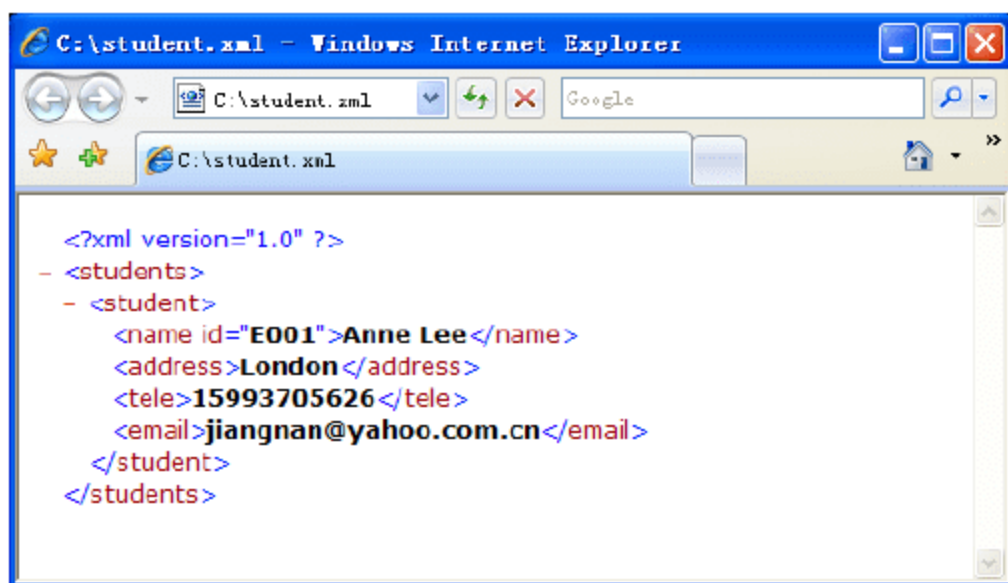 C:\student.xml - Windows Internet Explorer
C:\student.xml
Google
C:\student.xml
»
<?xml version="1.0" ?>
- <students>
- <student>
<name id="E001">Anne Lee</name>
<address>London</address>
<tele>15993705626</tele>
<email>jiangnan@yahoo.com.cn</email>
</student>
</students>